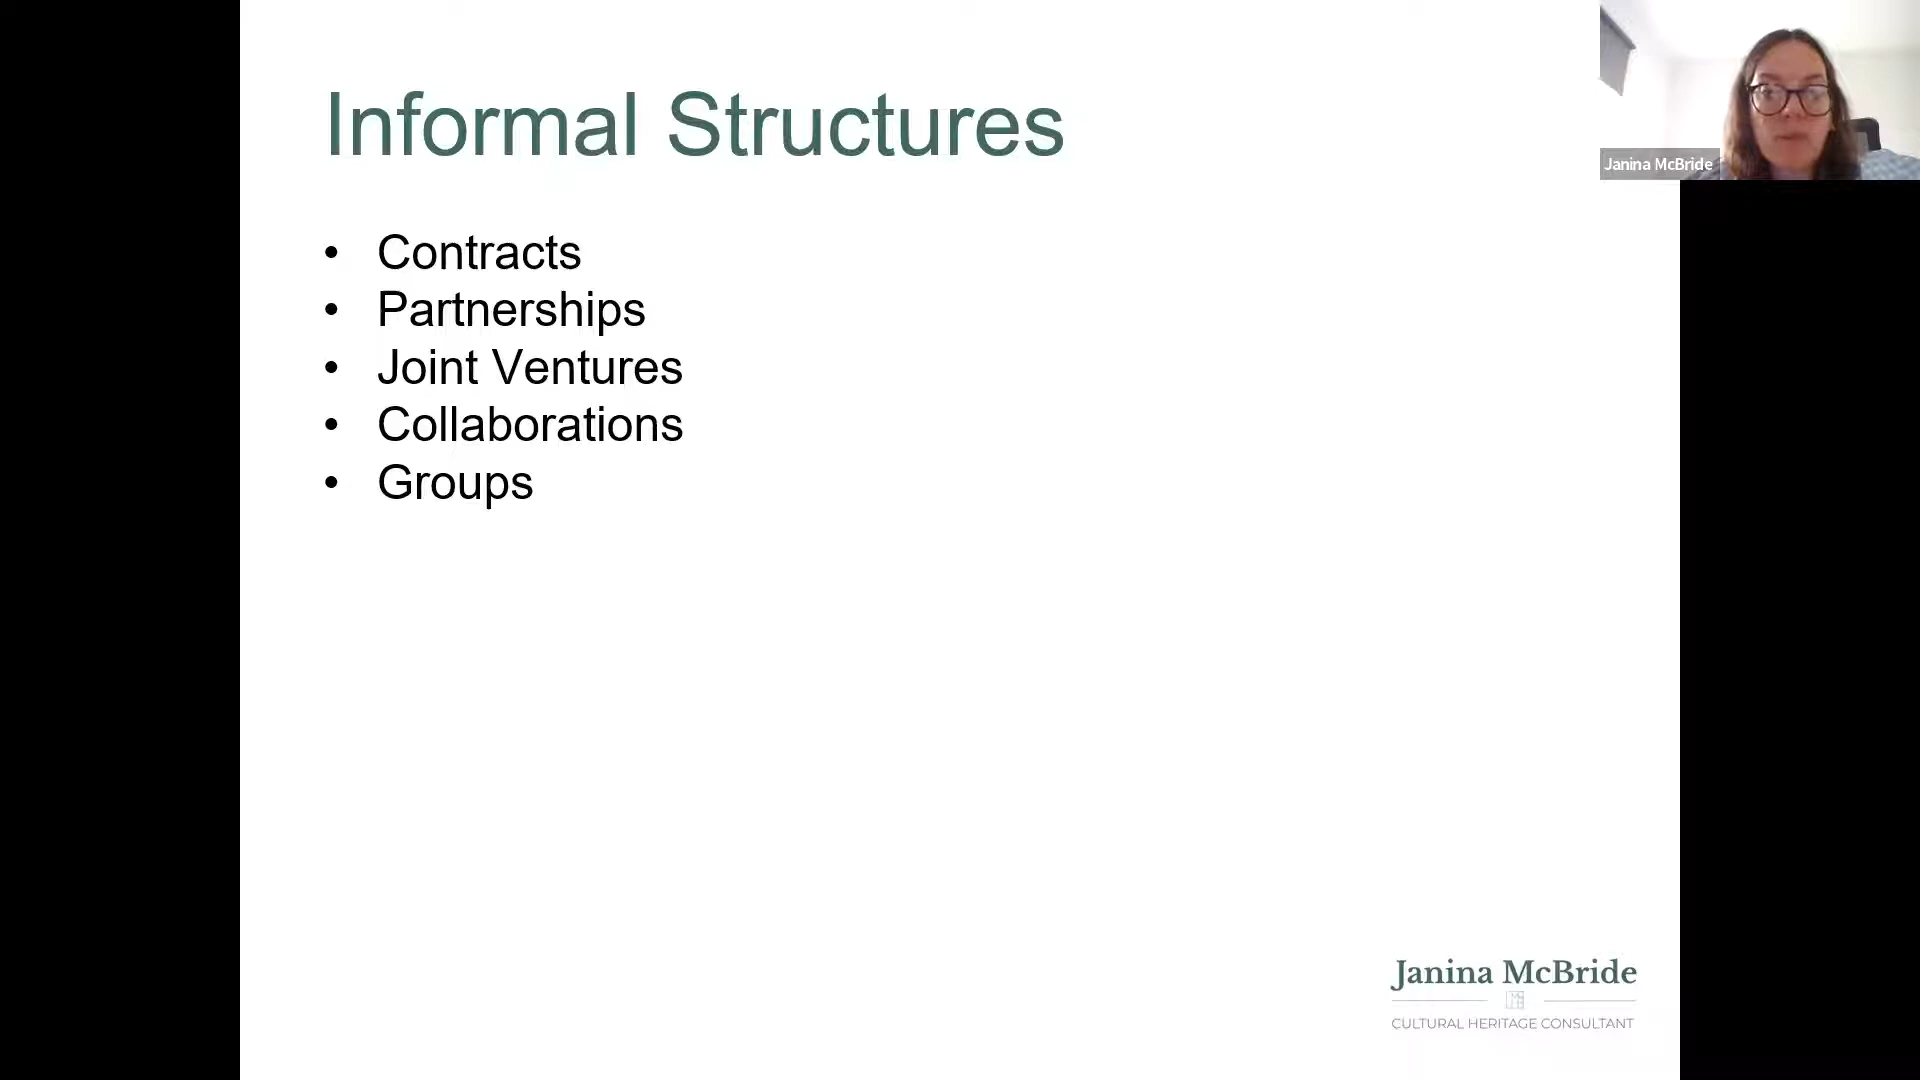 Informal Structures
• Contracts
• Partnerships
• Joint Ventures
• Collaborations
• Groups
Janina McBride
Janina McBride
CULTURAL HERITAGE CONSULTANT